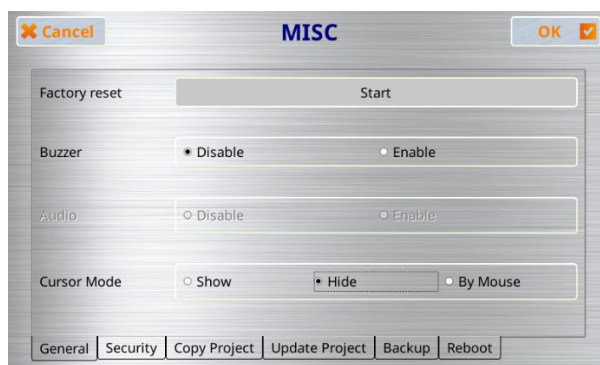 Cancel MISC OK
Factory reset Start
Buzzer Disable Enable
Audio Disable Enable
Cursor Mode Show Hide By Mouse
General Security Copy Project Update Project Backup Reboot